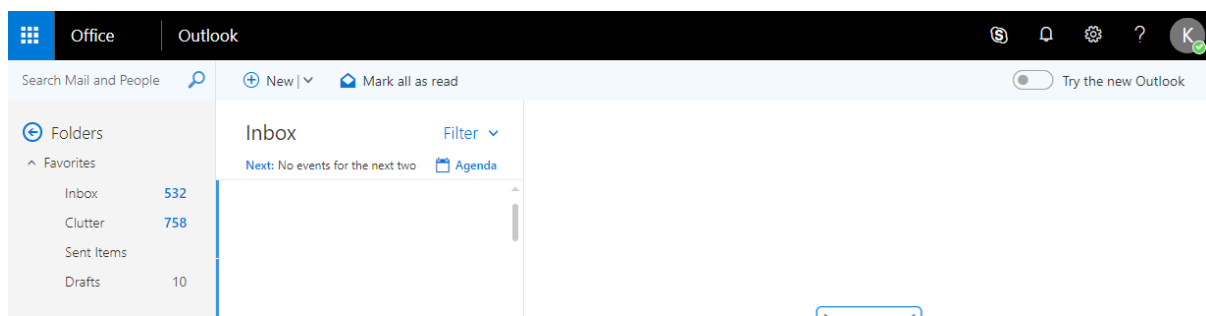 Office Outlook K
Search Mail and People New Mark all as read Try the new Outlook
Folders Inbox Filter
Favorites Next: No events for the next two Agenda
Inbox 532
Clutter 758
Sent Items
Drafts 10